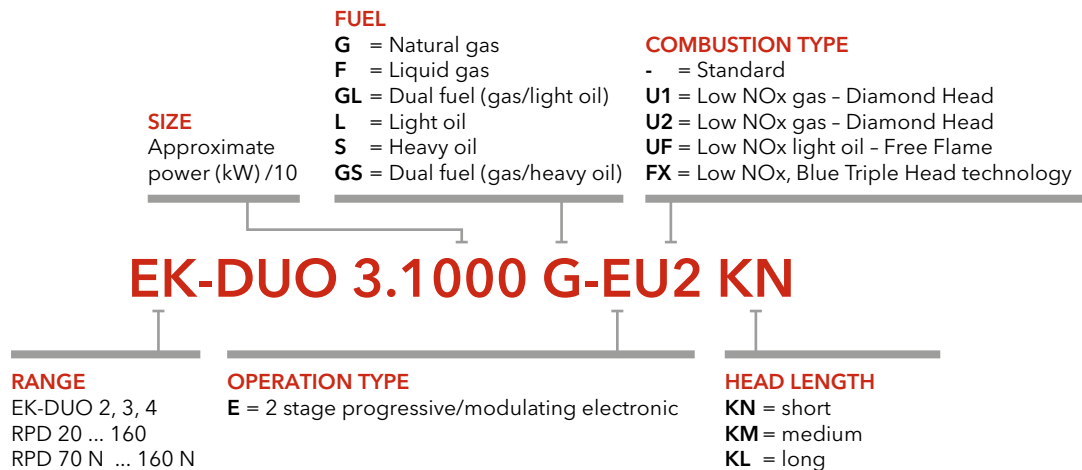 FUEL
G = Natural gas
F = Liquid gas
GL = Dual fuel (gas/light oil)
L = Light oil
S = Heavy oil
GS = Dual fuel (gas/heavy oil)
COMBUSTION TYPE
- = Standard
U1 = Low NOx gas – Diamond Head
U2 = Low NOx gas – Diamond Head
UF = Low NOx light oil – Free Flame
FX = Low NOx, Blue Triple Head technology
SIZE
Approximate
power (kW) /10
EK-DUO 3.1000 G-EU2 KN
RANGE
EK-DUO 2, 3, 4
RPD 20 ... 160
RPD 70 N ... 160 N
OPERATION TYPE
E = 2 stage progressive/modulating electronic
HEAD LENGTH
KN = short
KM = medium
KL = long